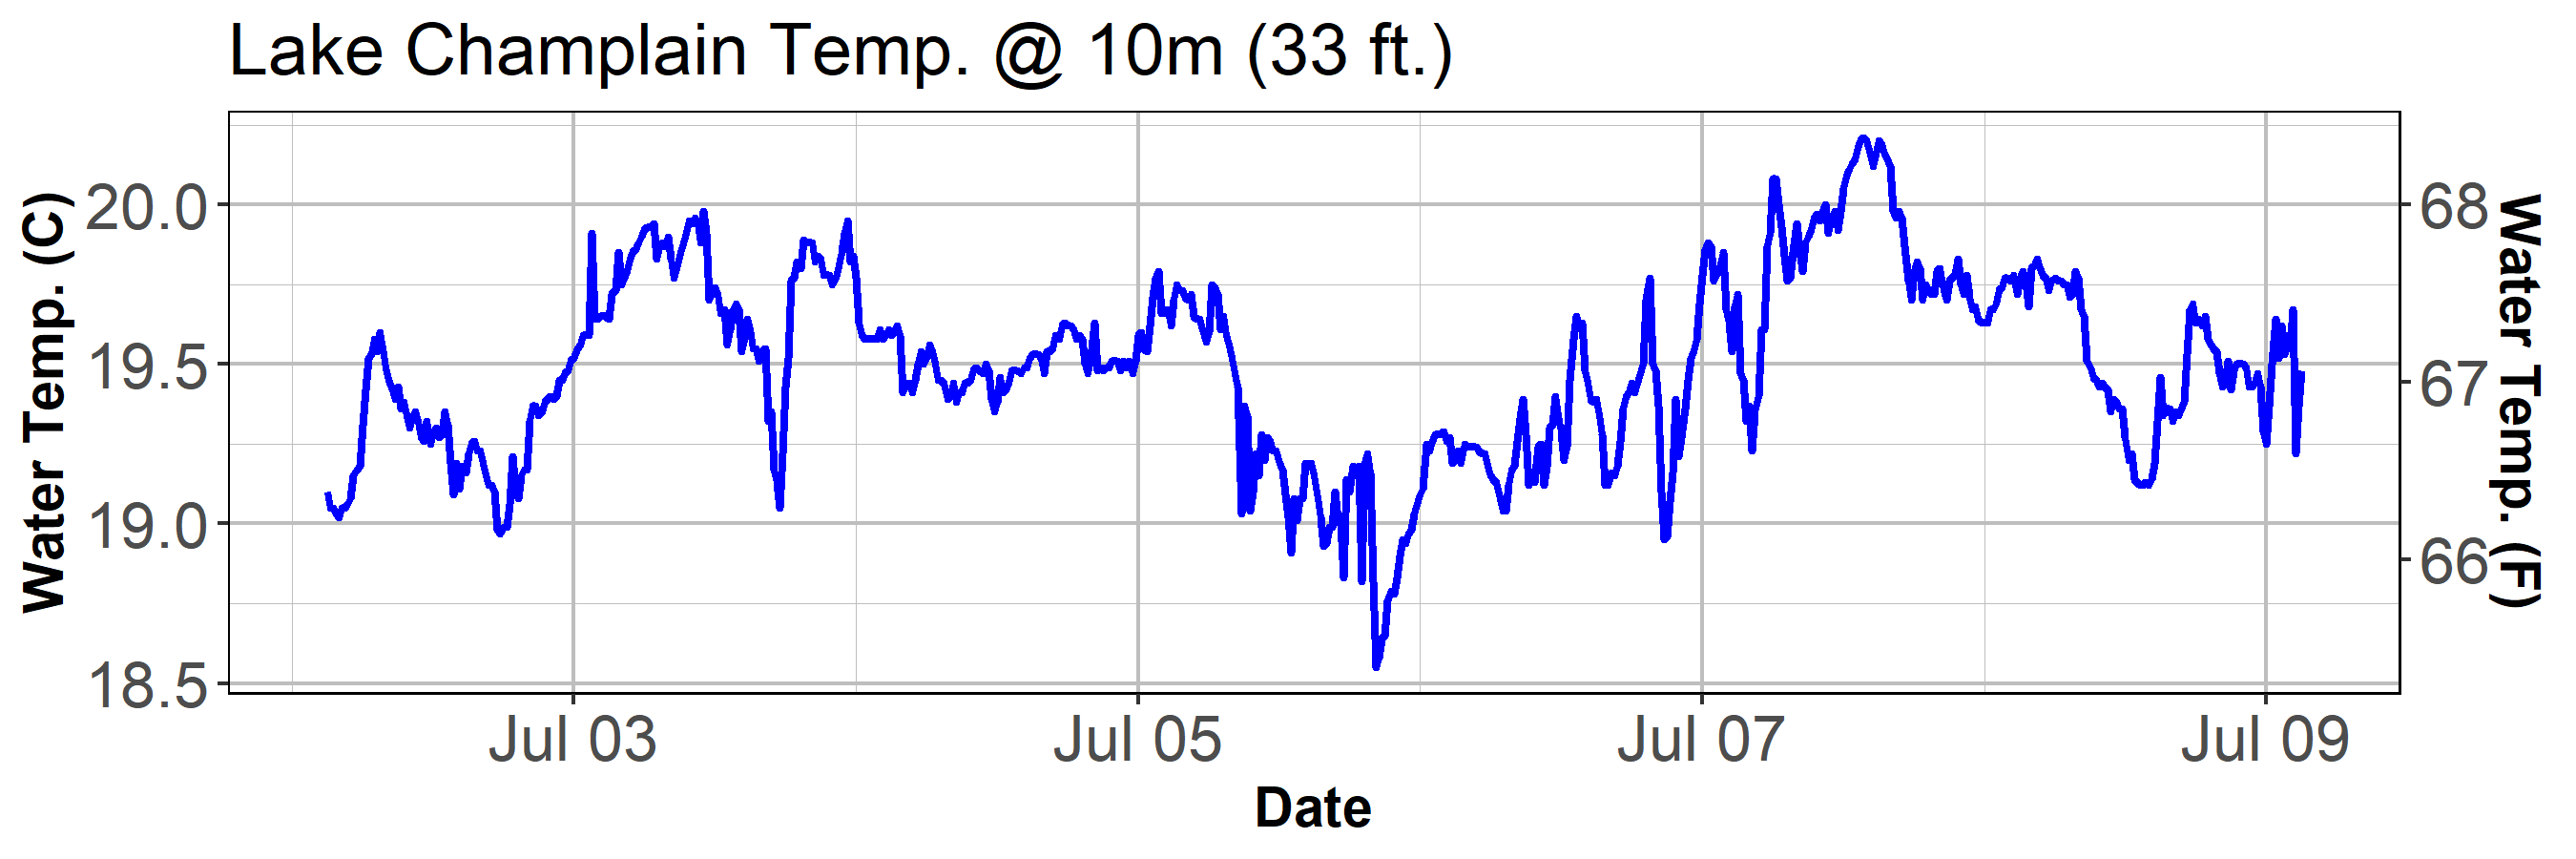 Lake Champlain Temp. @ 10m (33 ft.)
Water Temp. (C)
20.0
19.5
19.0
18.5
68
67
66
Water Temp. (F)
Jul 03 Jul 05 Jul 07 Jul 09
Date